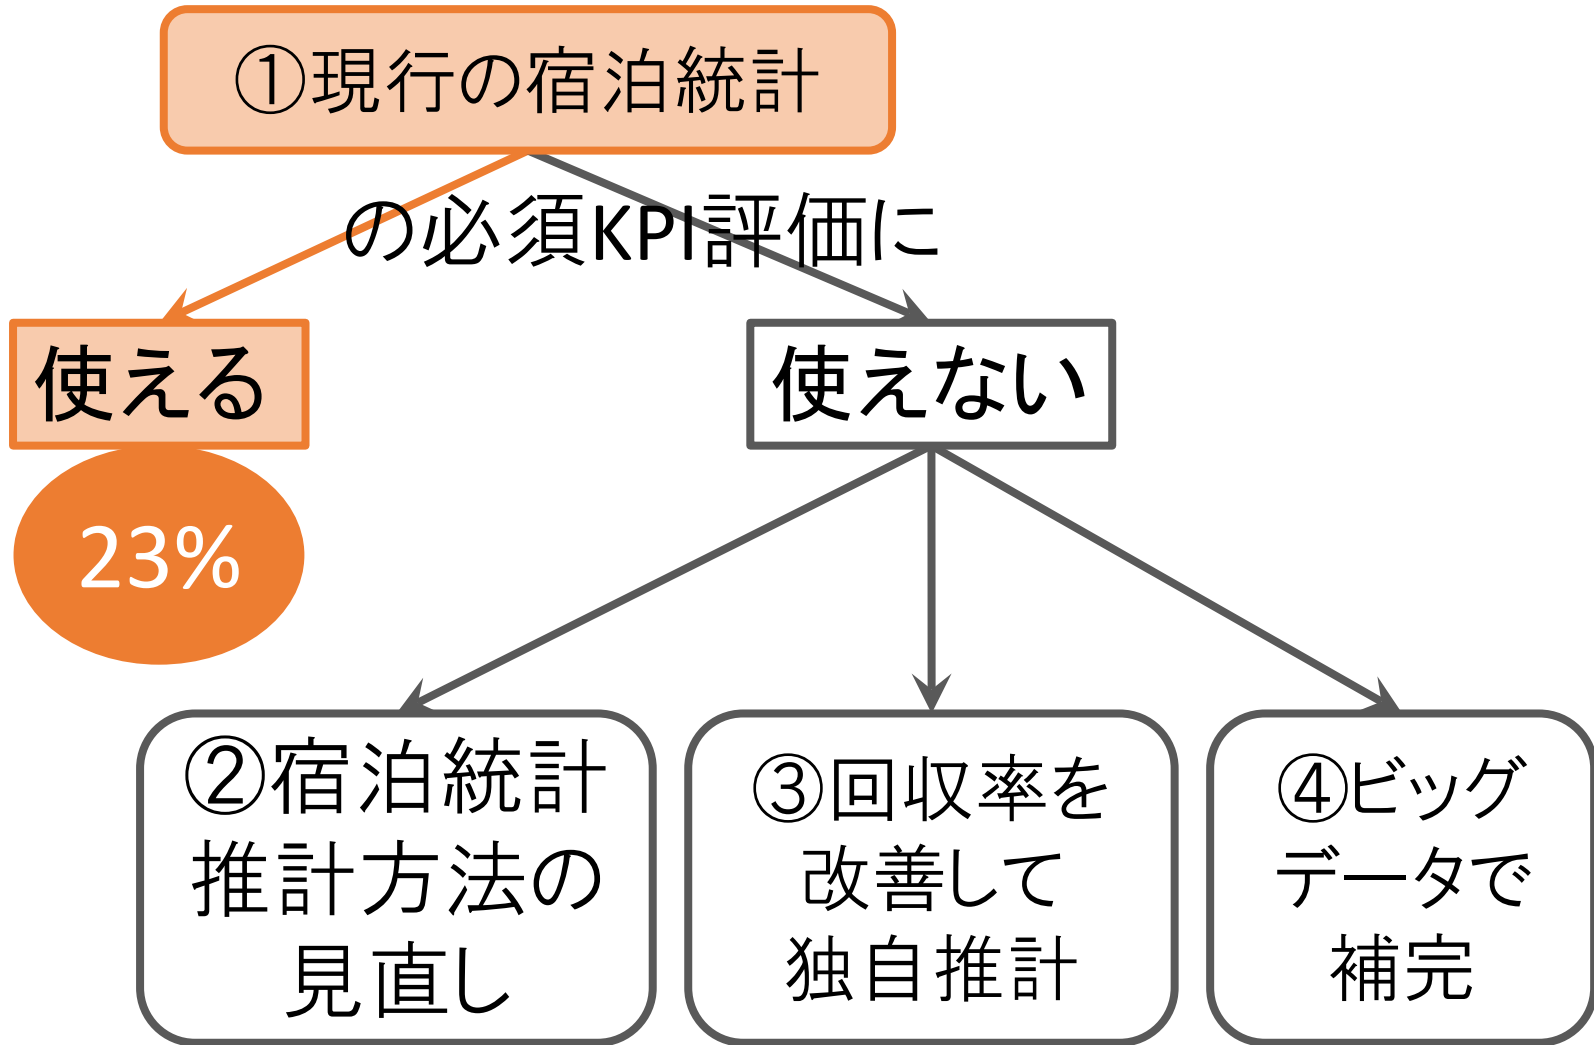 ①現行の宿泊統計
の必須KPI評価に
使える
使えない
23%
②宿泊統計
推計方法の
見直し
③回収率を
改善して
独自推計
④ビッグ
データで
補完